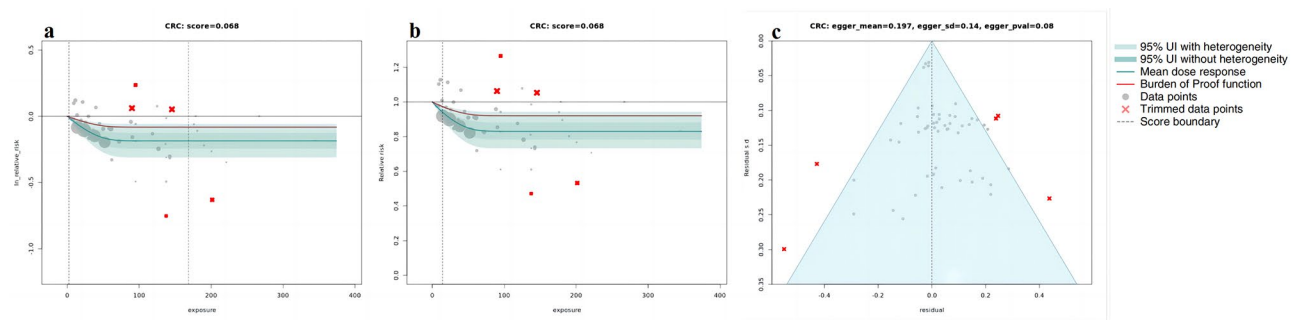 a
CRC: score=0.068
ln_relative_risk
0.5
0.0
-0.5
-1.0
0
100
200
300
400
exposure
b
CRC: score=0.068
Relative risk
1.2
1.0
0.8
0.6
0.4
0.2
0.0
0
100
200
300
400
exposure
c
CRC: egger_mean=0.197, egger_sd=0.14, egger_pval=0.08
Residual s.d
0.00
0.05
0.10
0.15
0.20
0.25
0.30
0.35
-0.4
-0.2
0.0
0.2
0.4
residual
95% UI with heterogeneity
95% UI without heterogeneity
Mean dose response
Burden of Proof function
Data points
Trimmed data points
Score boundary